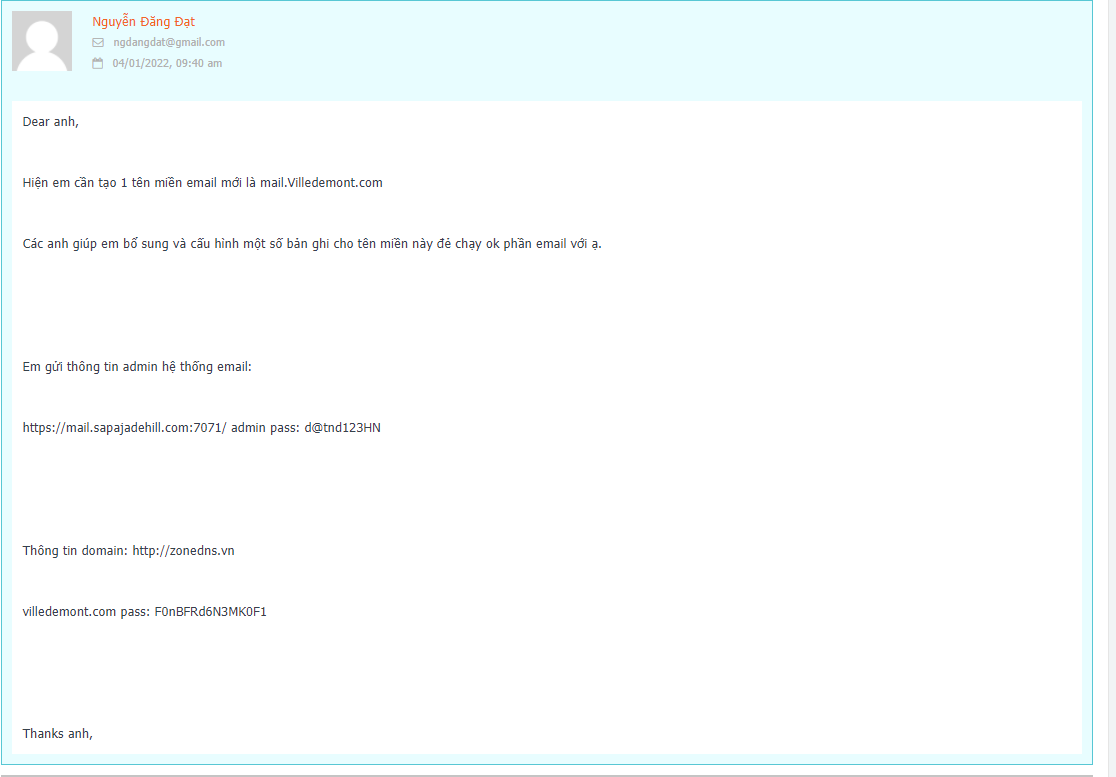 Nguyễn Đăng Đạt
ngdangdat@gmail.com
04/01/2022, 09:40 am
Dear anh,
Hiện em cần tạo 1 tên miền email mới là mail.Villedemont.com
Các anh giúp em bổ sung và cấu hình một số bản ghi cho tên miền này đẻ chạy ok phần email với ạ.
Em gửi thông tin admin hệ thống email:
https://mail.sapajadehill.com:7071/ admin pass: d@tnd123HN
Thông tin domain: http://zonedns.vn
villedemont.com pass: F0nBFRd6N3MK0F1
Thanks anh,